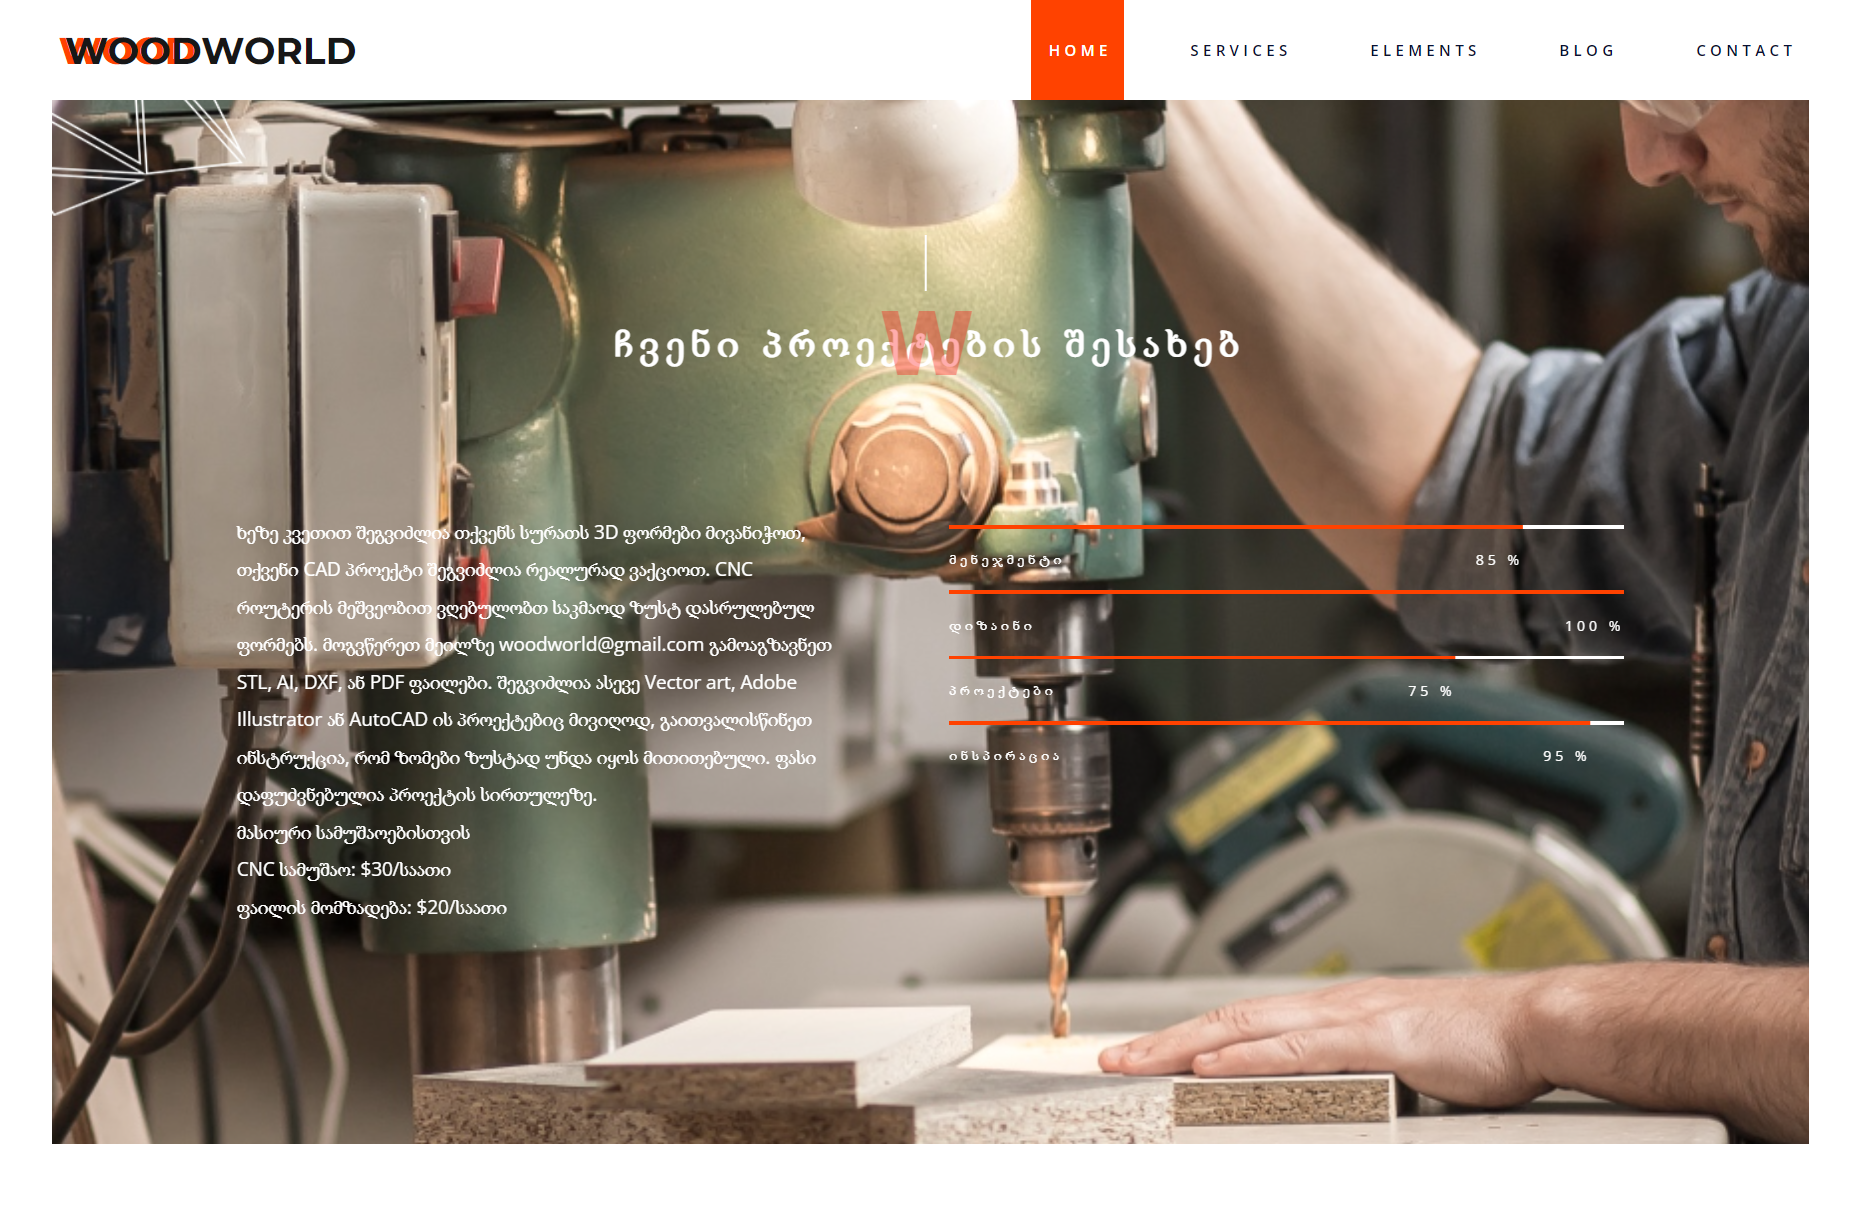 WOODWORLD
HOME SERVICES ELEMENTS BLOG CONTACT
W
ჩვენი პროექტების შესახებ
ხეზე კვეთით შეგვიძლია თქვენს სურათს 3D ფორმები მივანიჭოთ,
თქვენი CAD პროექტი შეგვიძლია რეალურად ვაქციოთ. CNC
როუტერის მეშვეობით ვღებულობთ საკმაოდ ზუსტ დასრულებულ
ფორმებს. მოგვწერეთ მეილზე woodworld@gmail.com გამოაგზავნეთ
STL, AI, DXF, ან PDF ფაილები. შეგვიძლია ასევე Vector art, Adobe
Illustrator ან AutoCAD ის პროექტებიც მივიღოდ, გაითვალისწინეთ
ინსტრუქცია, რომ ზომები ზუსტად უნდა იყოს მითითებული. ფასი
დაფუძვნებულია პროექტის სირთულეზე.
მასიური სამუშაოებისთვის
CNC სამუშაო: $30/საათი
ფაილის მომზადება: $20/საათი
მენეჯმენტი 85 %
დიზაინი 100 %
პროექტები 75 %
ინსპირაცია 95 %